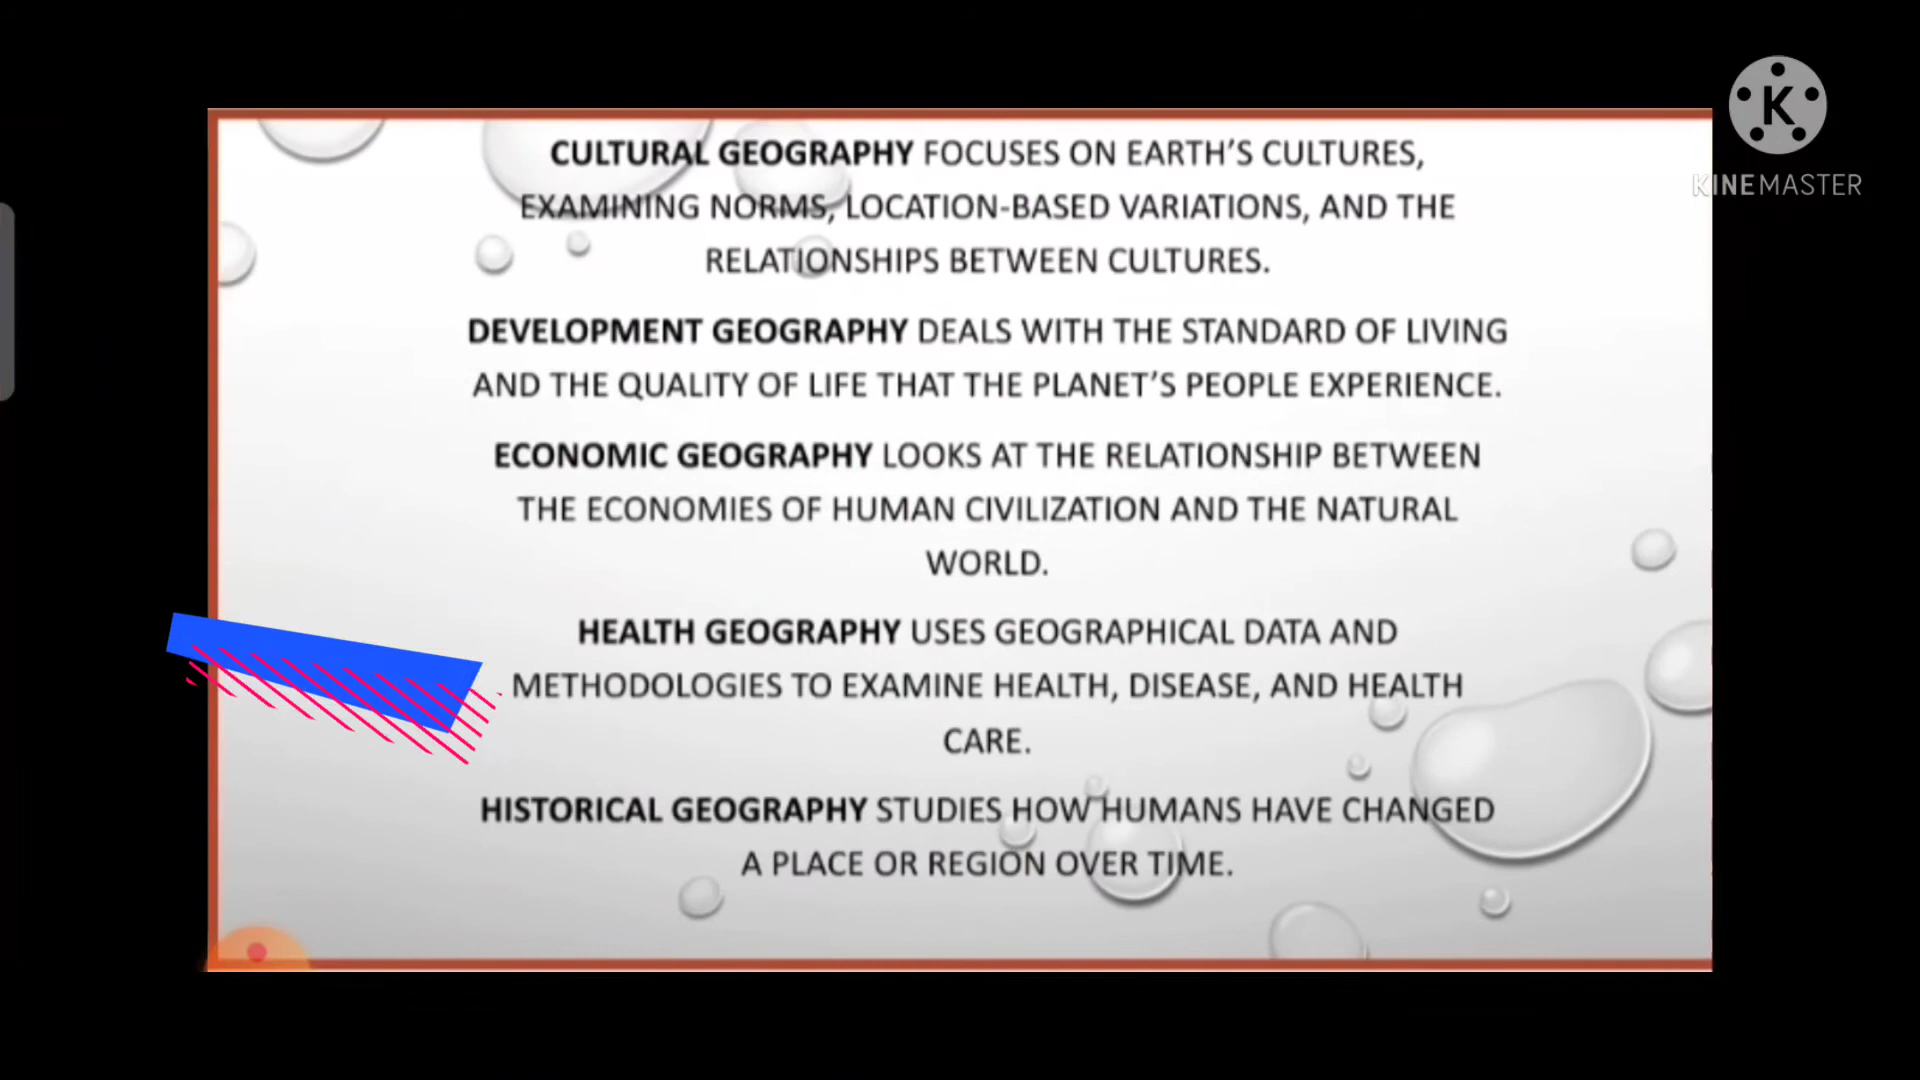 CULTURAL GEOGRAPHY FOCUSES ON EARTH'S CULTURES,
EXAMINING NORMS, LOCATION-BASED VARIATIONS, AND THE
RELATIONSHIPS BETWEEN CULTURES.
DEVELOPMENT GEOGRAPHY DEALS WITH THE STANDARD OF LIVING
AND THE QUALITY OF LIFE THAT THE PLANET'S PEOPLE EXPERIENCE.
ECONOMIC GEOGRAPHY LOOKS AT THE RELATIONSHIP BETWEEN
THE ECONOMIES OF HUMAN CIVILIZATION AND THE NATURAL
WORLD.
HEALTH GEOGRAPHY USES GEOGRAPHICAL DATA AND
METHODOLOGIES TO EXAMINE HEALTH, DISEASE, AND HEALTH
CARE.
HISTORICAL GEOGRAPHY STUDIES HOW HUMANS HAVE CHANGED
A PLACE OR REGION OVER TIME.
K
KINEMASTER